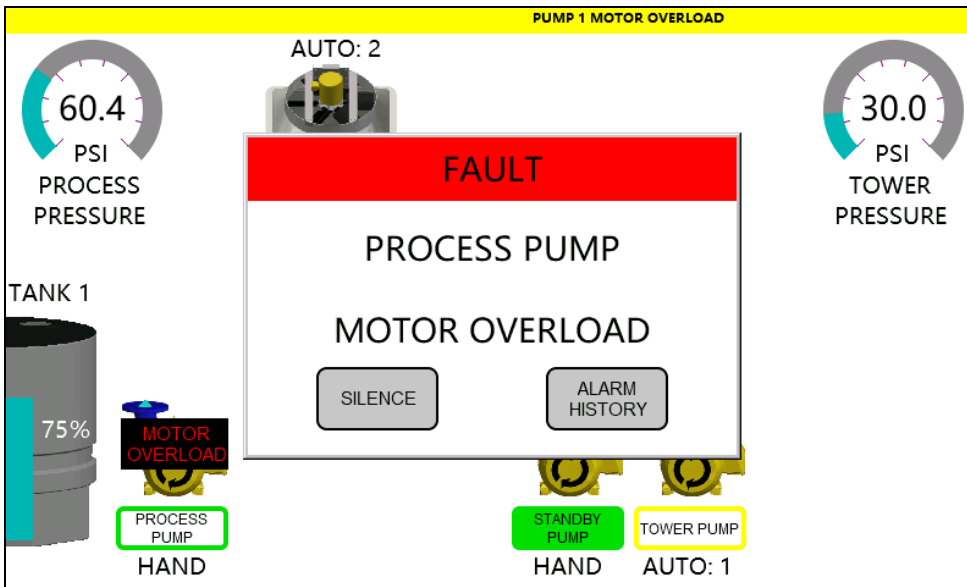 PUMP 1 MOTOR OVERLOAD
AUTO: 2
60.4
PSI
PROCESS
PRESSURE
30.0
PSI
TOWER
PRESSURE
FAULT
PROCESS PUMP
MOTOR OVERLOAD
SILENCE
ALARM
HISTORY
TANK 1
75%
MOTOR
OVERLOAD
PROCESS
PUMP
HAND
STANDBY
PUMP
HAND
TOWER PUMP
AUTO: 1